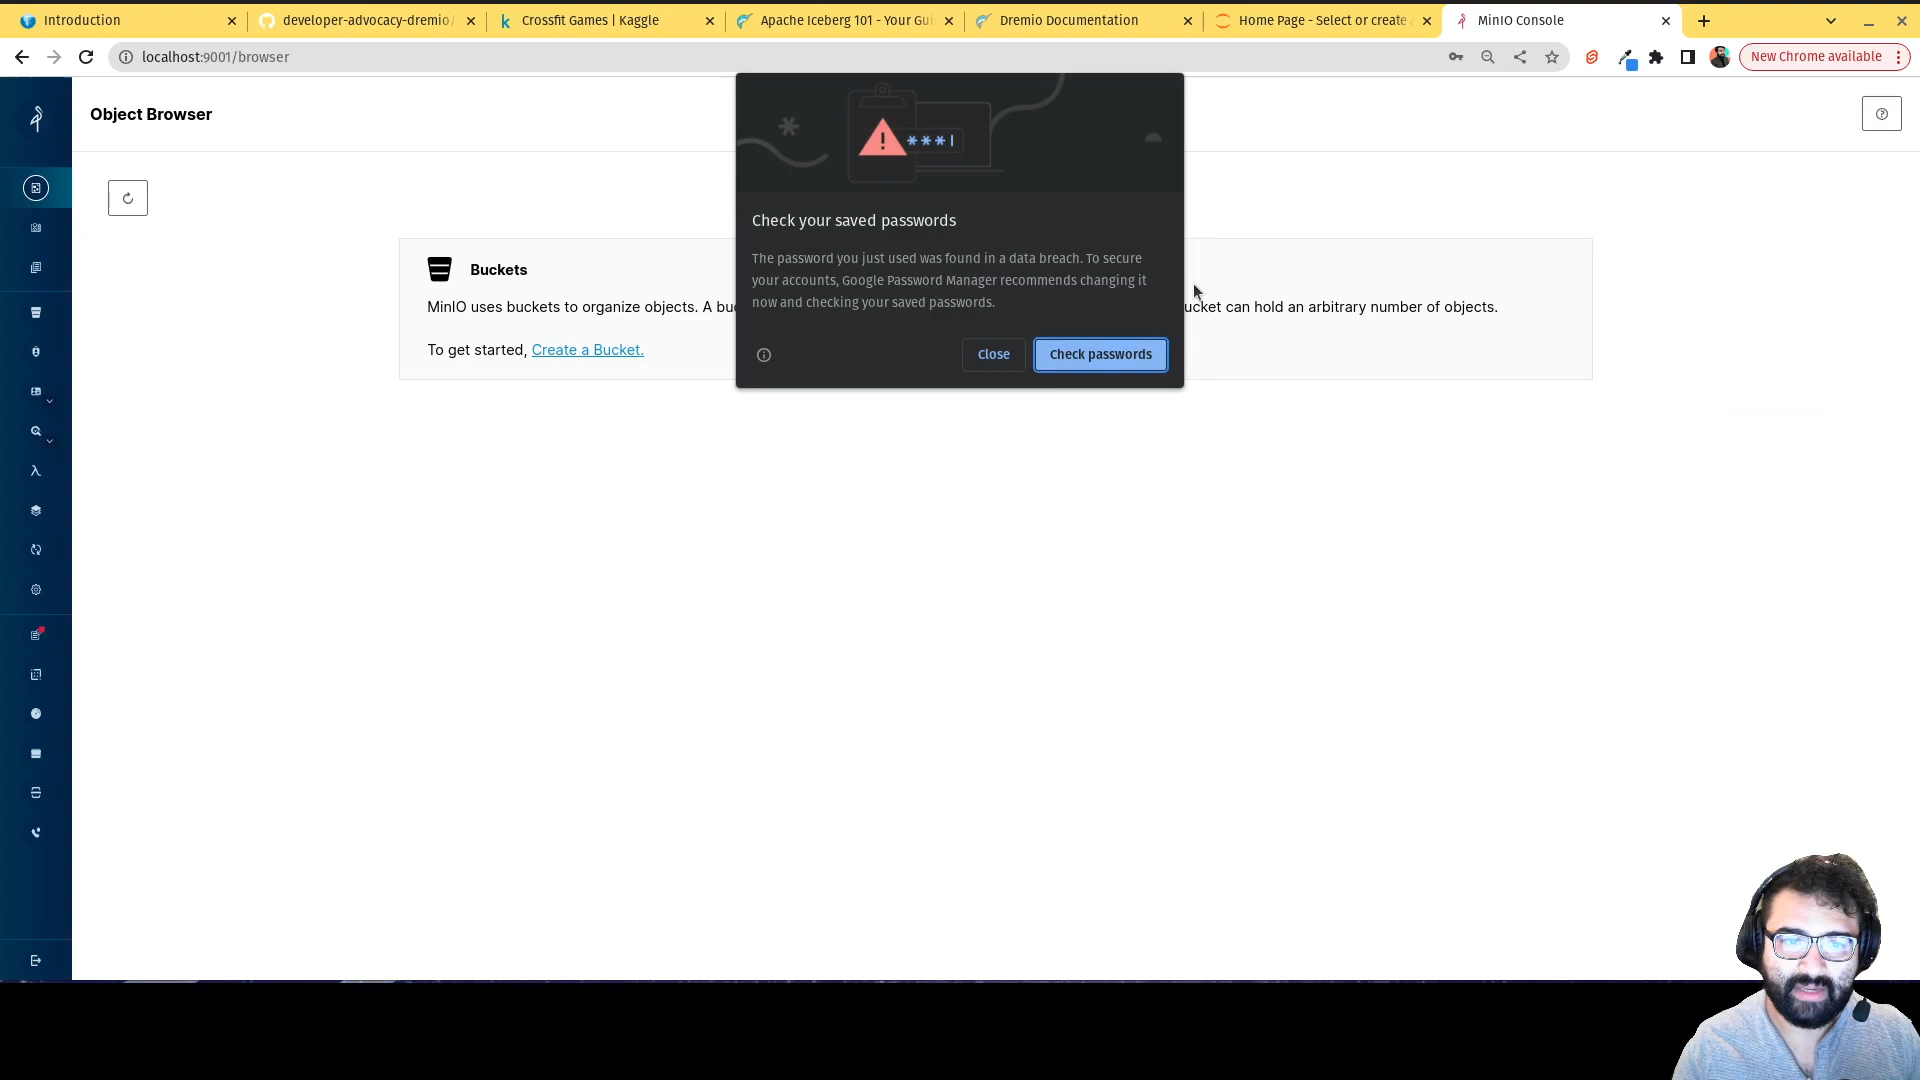 Introduction
developer-advocacy-dremio/
Crossfit Games | Kaggle
Apache Iceberg 101 - Your Gui
Dremio Documentation
Home Page - Select or create
MinIO Console
localhost:9001/browser
New Chrome available
Object Browser
Check your saved passwords
The password you just used was found in a data breach. To secure
your accounts, Google Password Manager recommends changing it
now and checking your saved passwords.
Close
Check passwords
Buckets
MinIO uses buckets to organize objects. A buc
ucket can hold an arbitrary number of objects.
To get started, Create a Bucket.